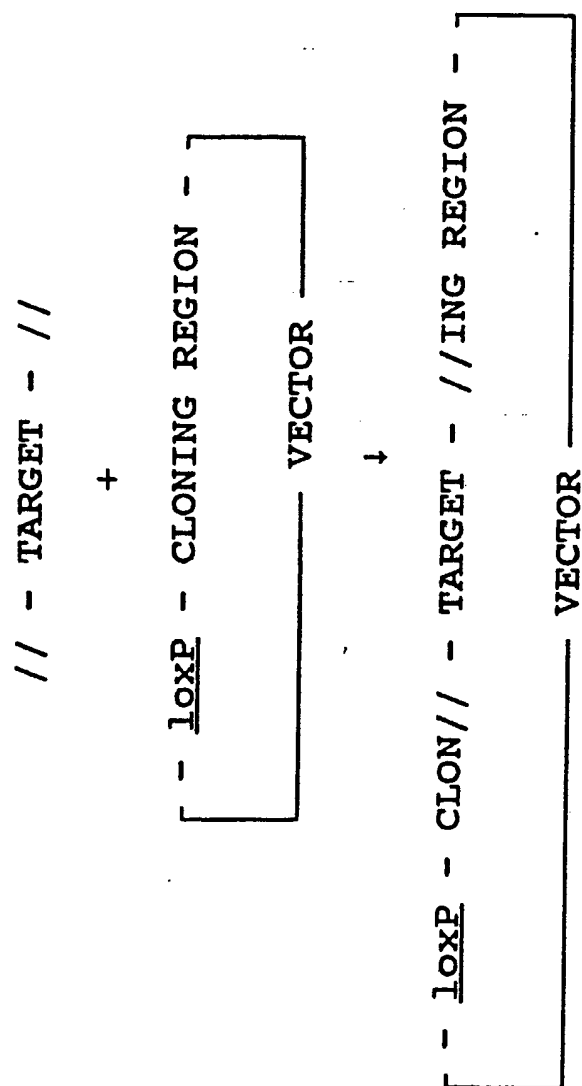 // - TARGET - //
+
- loxP - CLONING REGION -
VECTOR
↓
- loxP - CLON// - TARGET - //ING REGION -
VECTOR